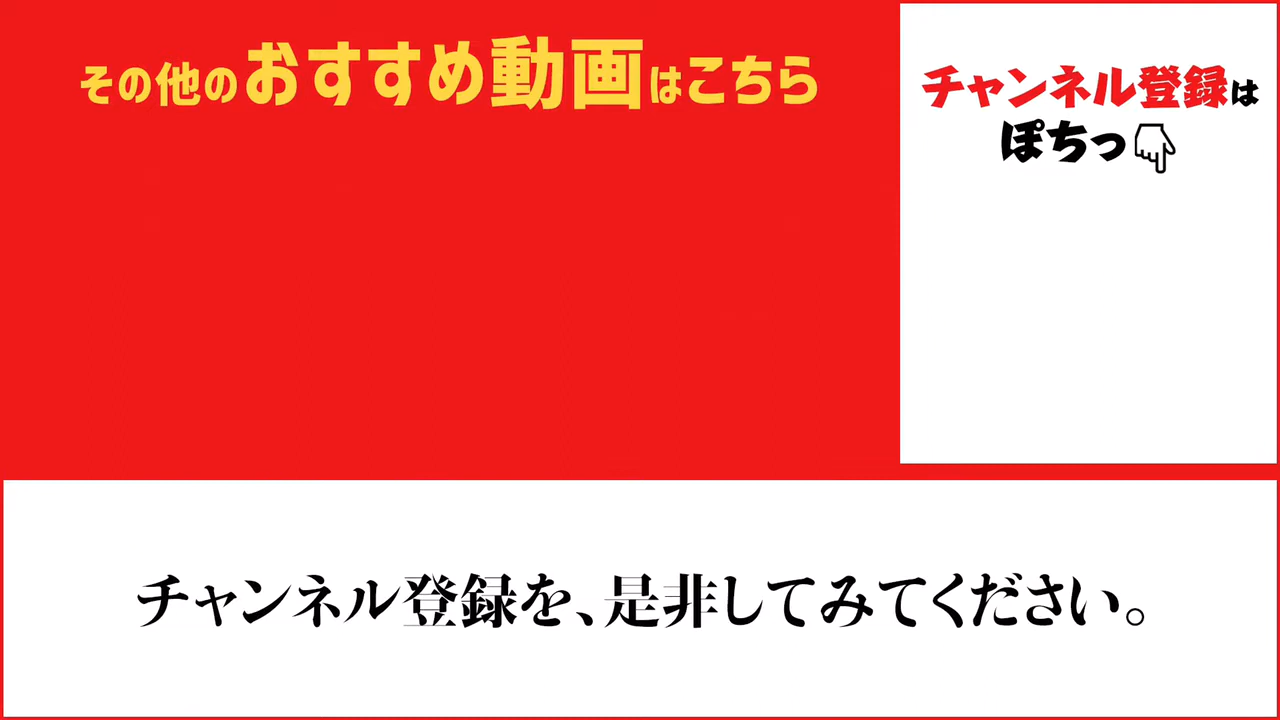 その他のおすすめ動画はこちら
チャンネル登録は
ぽちっ👇
チャンネル登録を、是非してみてください。